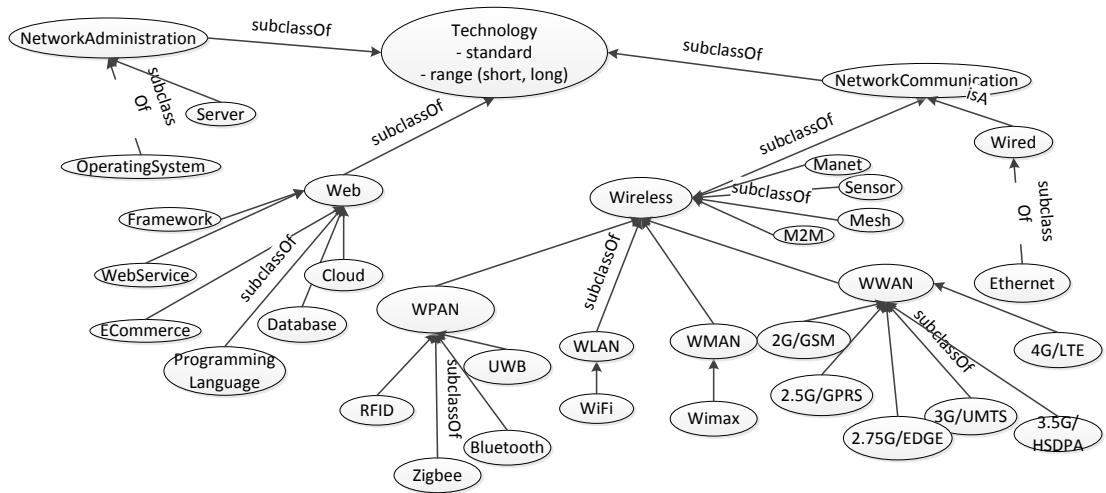 NetworkAdministration
subclassOf
Technology
- standard
- range (short, long)
subclassOf
NetworkCommunication
isA
subclass
Of
Server
OperatingSystem
subclassOf
subclassOf
Wired
Manet
Web
Wireless
subclassOf
Sensor
Framework
Mesh
M2M
subclass
Of
WebService
subclassOf
Cloud
subclassOf
WWAN
Ethernet
ECommerce
Database
WPAN
WLAN
WMAN
2G/GSM
subclassOf
4G/LTE
Programming
Language
UWB
subclassOf
RFID
WiFi
Wimax
2.5G/GPRS
3G/UMTS
Bluetooth
2.75G/EDGE
3.5G/
HSDPA
Zigbee